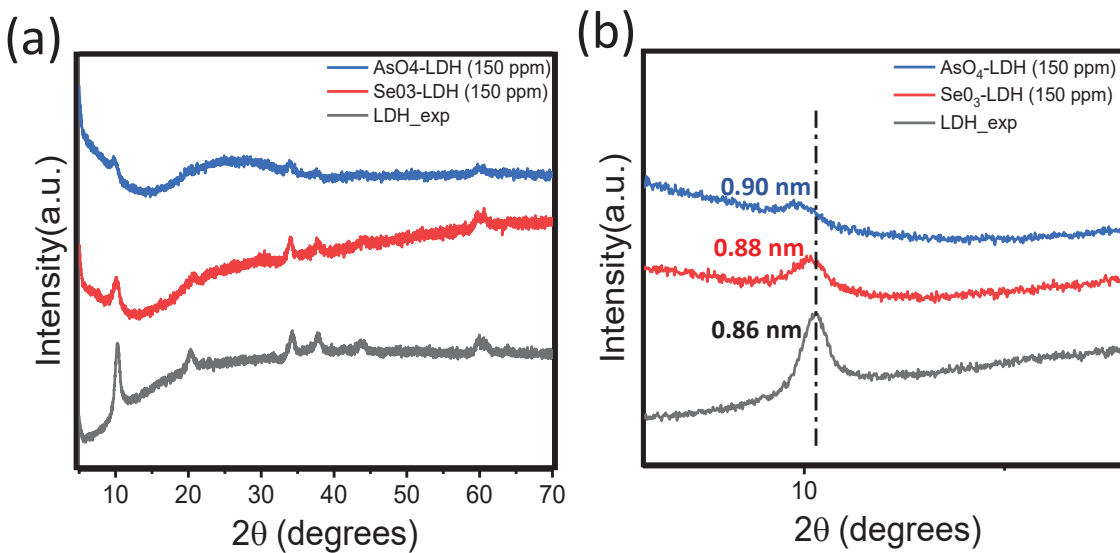 (a)
AsO4-LDH (150 ppm)
Se03-LDH (150 ppm)
LDH_exp
Intensity(a.u.)
10 20 30 40 50 60 70
2θ (degrees)
(b)
AsO₄-LDH (150 ppm)
Se0₃-LDH (150 ppm)
LDH_exp
0.90 nm
0.88 nm
0.86 nm
Intensity(a.u.)
10
2θ (degrees)